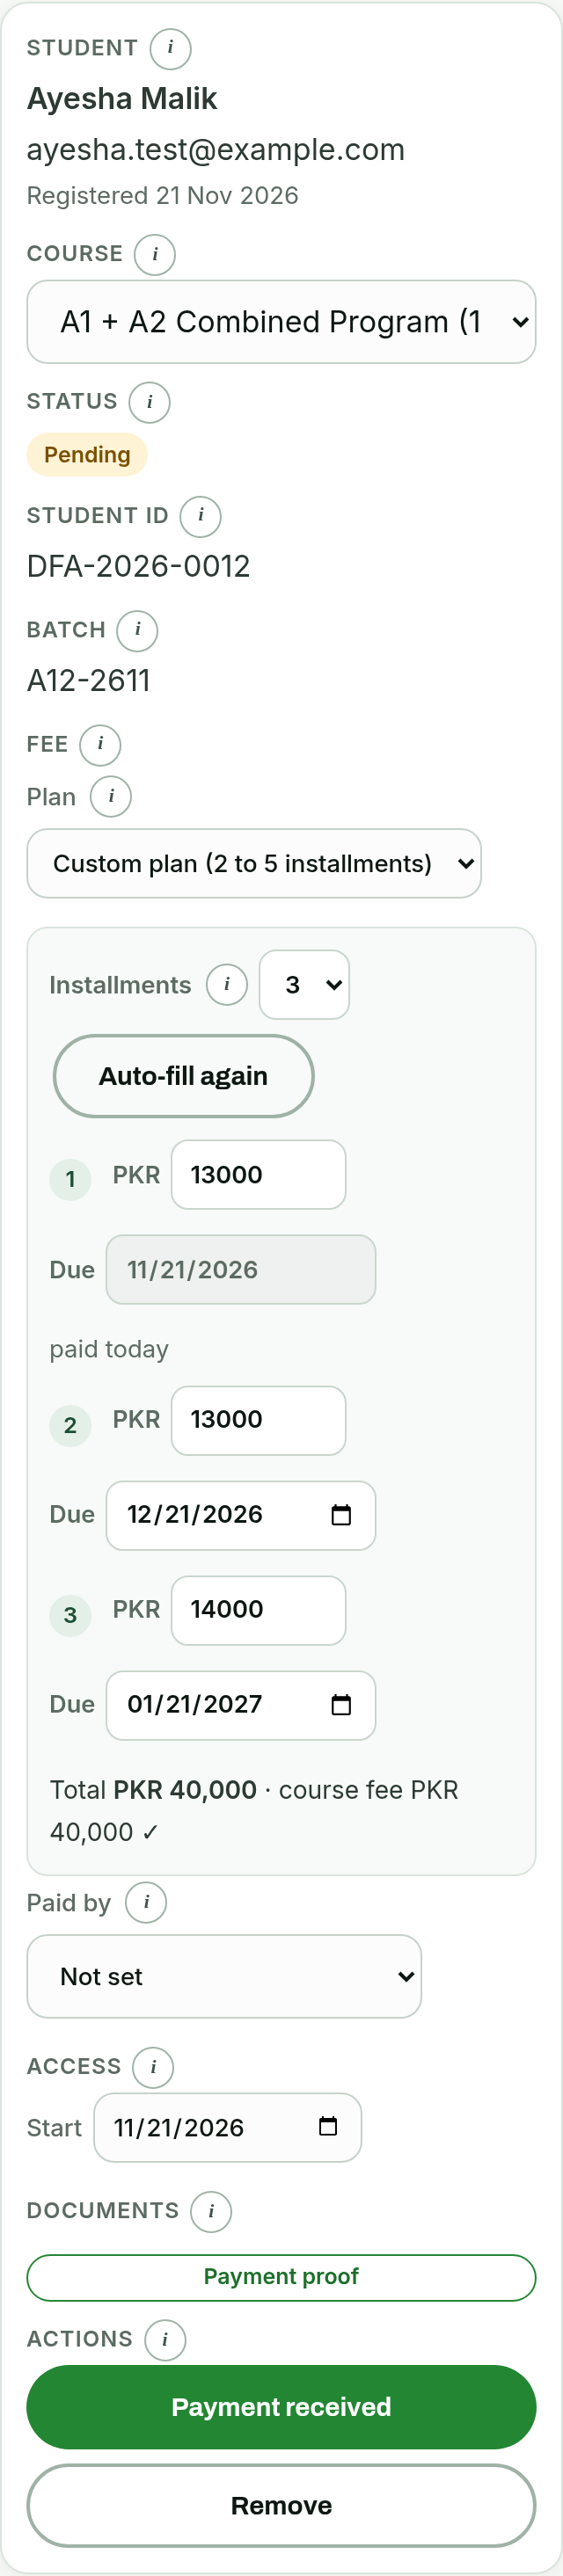 STUDENT i
Ayesha Malik
ayesha.test@example.com
Registered 21 Nov 2026
COURSE i
A1 + A2 Combined Program (1
STATUS i
Pending
STUDENT ID i
DFA-2026-0012
BATCH i
A12-2611
FEE i
Plan i
Custom plan (2 to 5 installments)
Installments i 3
Auto-fill again
1 PKR 13000
Due 11/21/2026
paid today
2 PKR 13000
Due 12/21/2026
3 PKR 14000
Due 01/21/2027
Total PKR 40,000 · course fee PKR
40,000 ✓
Paid by i
Not set
ACCESS i
Start 11/21/2026
DOCUMENTS i
Payment proof
ACTIONS i
Payment received
Remove